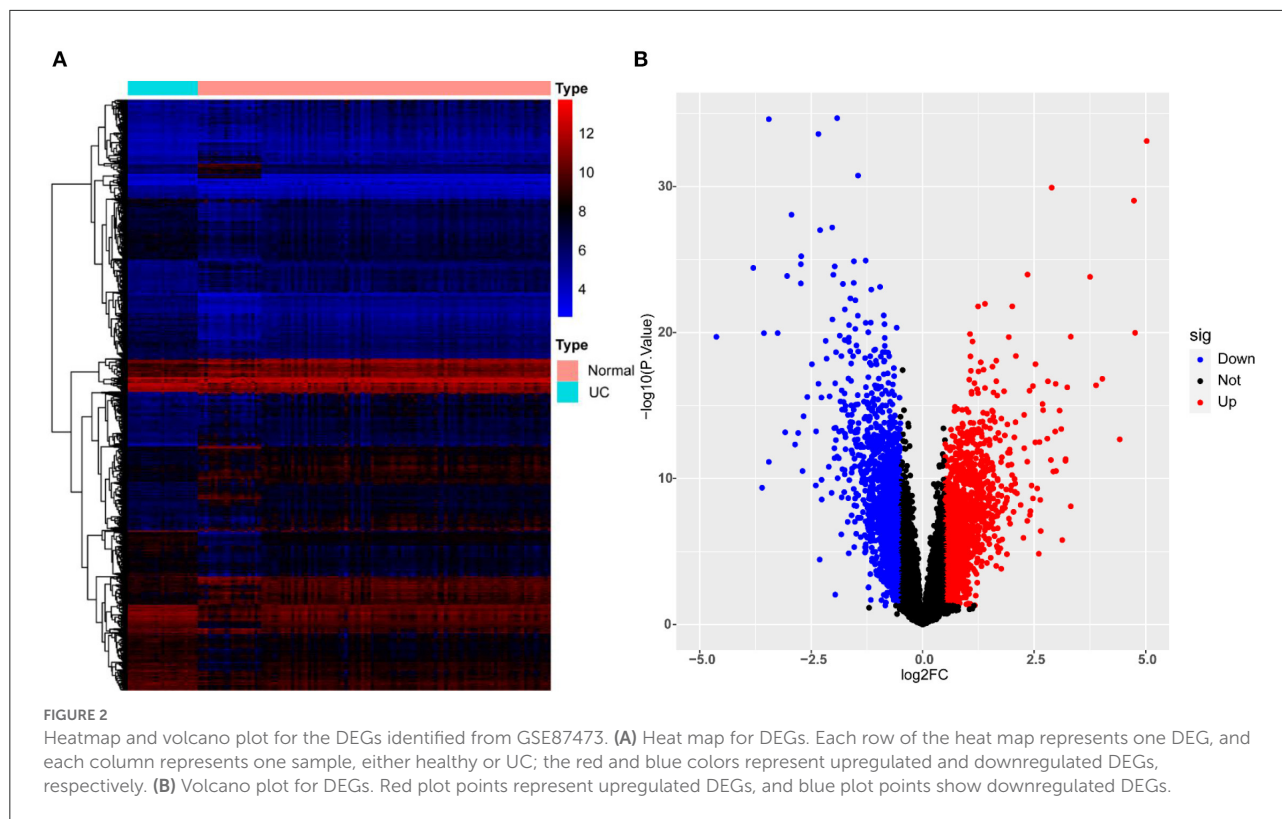 A
B
Type
12
10
8
6
4
Type
Normal
UC
30
20
10
0
−log10(P.Value)
−5.0
−2.5
0.0
2.5
5.0
log2FC
sig
Down
Not
Up
FIGURE 2
Heatmap and volcano plot for the DEGs identified from GSE87473. (A) Heat map for DEGs. Each row of the heat map represents one DEG, and
each column represents one sample, either healthy or UC; the red and blue colors represent upregulated and downregulated DEGs,
respectively. (B) Volcano plot for DEGs. Red plot points represent upregulated DEGs, and blue plot points show downregulated DEGs.